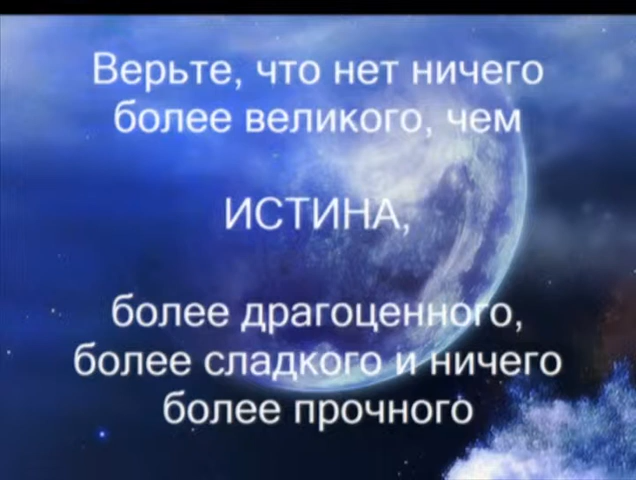 Верьте, что нет ничего
более великого, чем
ИСТИНА,
более драгоценного,
более сладкого и ничего
более прочного